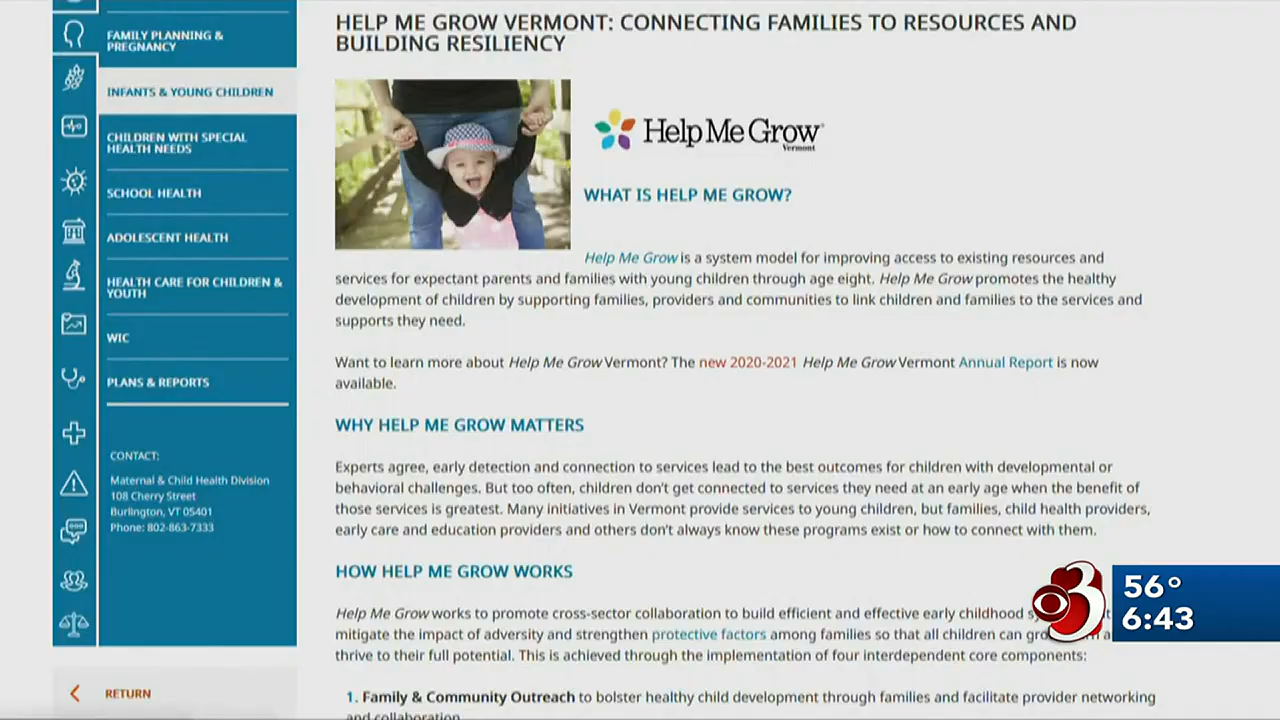 FAMILY PLANNING &
PREGNANCY
INFANTS & YOUNG CHILDREN
CHILDREN WITH SPECIAL
HEALTH NEEDS
SCHOOL HEALTH
ADOLESCENT HEALTH
HEALTH CARE FOR CHILDREN &
YOUTH
WIC
PLANS & REPORTS
CONTACT:
Maternal & Child Health Division
108 Cherry Street
Burlington, VT 05401
Phone: 802-863-7333
RETURN
HELP ME GROW VERMONT: CONNECTING FAMILIES TO RESOURCES AND
BUILDING RESILIENCY
Help Me Grow
Vermont
WHAT IS HELP ME GROW?
Help Me Grow is a system model for improving access to existing resources and
services for expectant parents and families with young children through age eight. Help Me Grow promotes the healthy
development of children by supporting families, providers and communities to link children and families to the services and
supports they need.
Want to learn more about Help Me Grow Vermont? The new 2020-2021 Help Me Grow Vermont Annual Report is now
available.
WHY HELP ME GROW MATTERS
Experts agree, early detection and connection to services lead to the best outcomes for children with developmental or
behavioral challenges. But too often, children don't get connected to services they need at an early age when the benefit of
those services is greatest. Many initiatives in Vermont provide services to young children, but families, child health providers,
early care and education providers and others don't always know these programs exist or how to connect with them.
HOW HELP ME GROW WORKS
Help Me Grow works to promote cross-sector collaboration to build efficient and effective early childhood
mitigate the impact of adversity and strengthen protective factors among families so that all children can
thrive to their full potential. This is achieved through the implementation of four interdependent core components:
1. Family & Community Outreach to bolster healthy child development through families and facilitate provider networking
and collaboration
3
56°
6:43